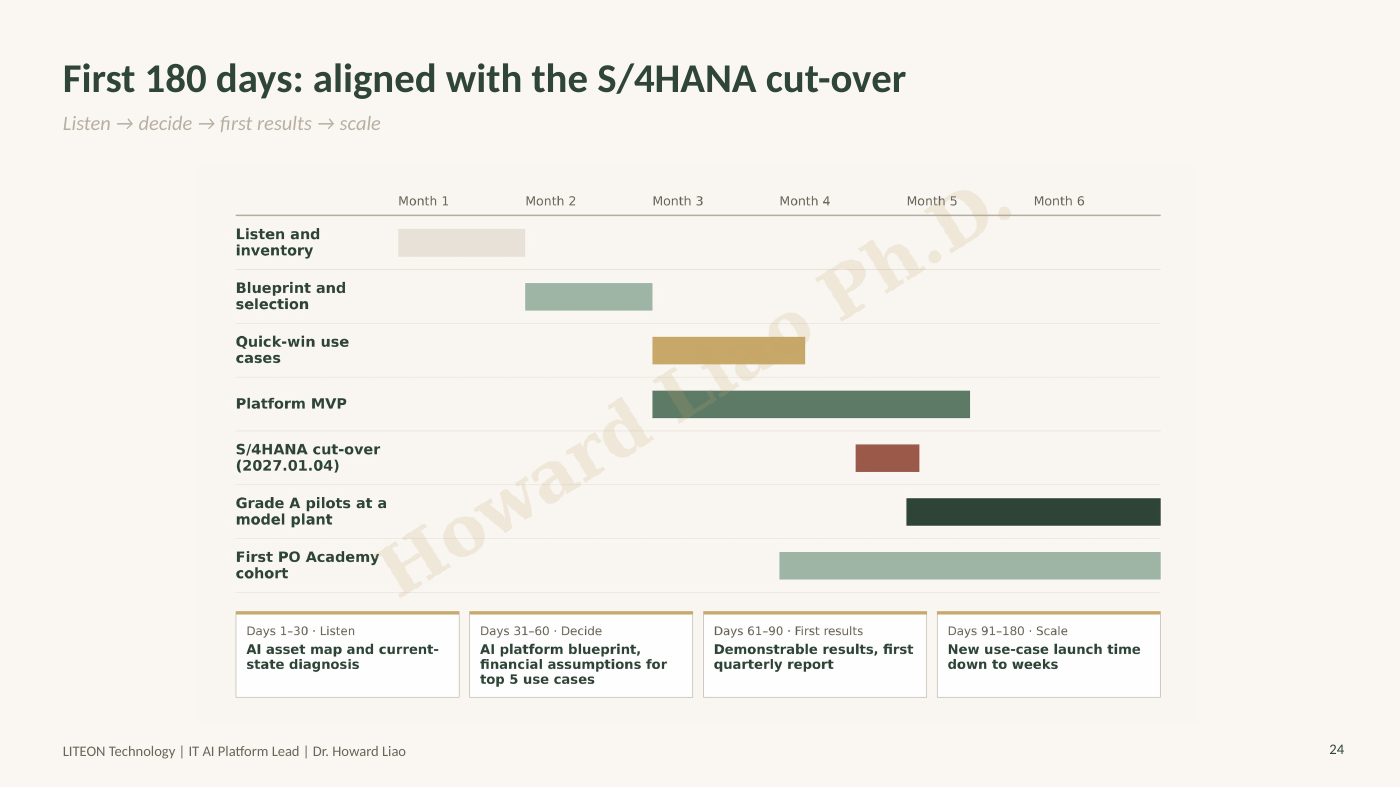 First 180 days: aligned with the S/4HANA cut-over
Listen → decide → first results → scale
Month 1
Month 2
Month 3
Month 4
Month 5
Month 6
Listen and
inventory
Blueprint and
selection
Quick-win use
cases
Platform MVP
S/4HANA cut-over
(2027.01.04)
Grade A pilots at a
model plant
First PO Academy
cohort
Howard Liao Ph.D.
Days 1–30 · Listen
AI asset map and current-
state diagnosis
Days 31–60 · Decide
AI platform blueprint,
financial assumptions for
top 5 use cases
Days 61–90 · First results
Demonstrable results, first
quarterly report
Days 91–180 · Scale
New use-case launch time
down to weeks
LITEON Technology | IT AI Platform Lead | Dr. Howard Liao
24